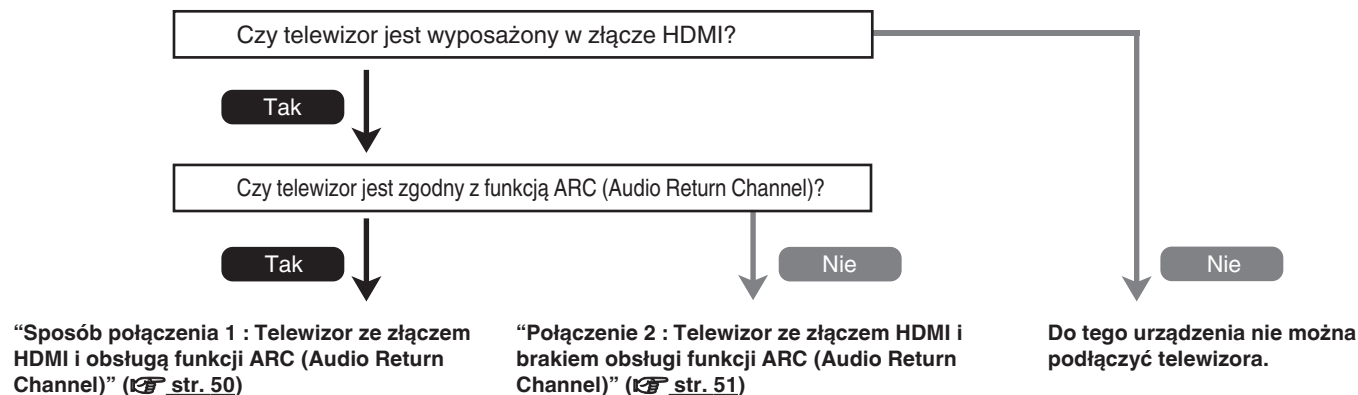 Czy telewizor jest wyposażony w złącze HDMI?
Tak
Czy telewizor jest zgodny z funkcją ARC (Audio Return Channel)?
Tak
Nie
Nie
“Sposób połączenia 1 : Telewizor ze złączem
HDMI i obsługą funkcji ARC (Audio Return
Channel)” (☞ str. 50)
“Połączenie 2 : Telewizor ze złączem HDMI i
brakiem obsługi funkcji ARC (Audio Return
Channel)” (☞ str. 51)
Do tego urządzenia nie można
podłączyć telewizora.